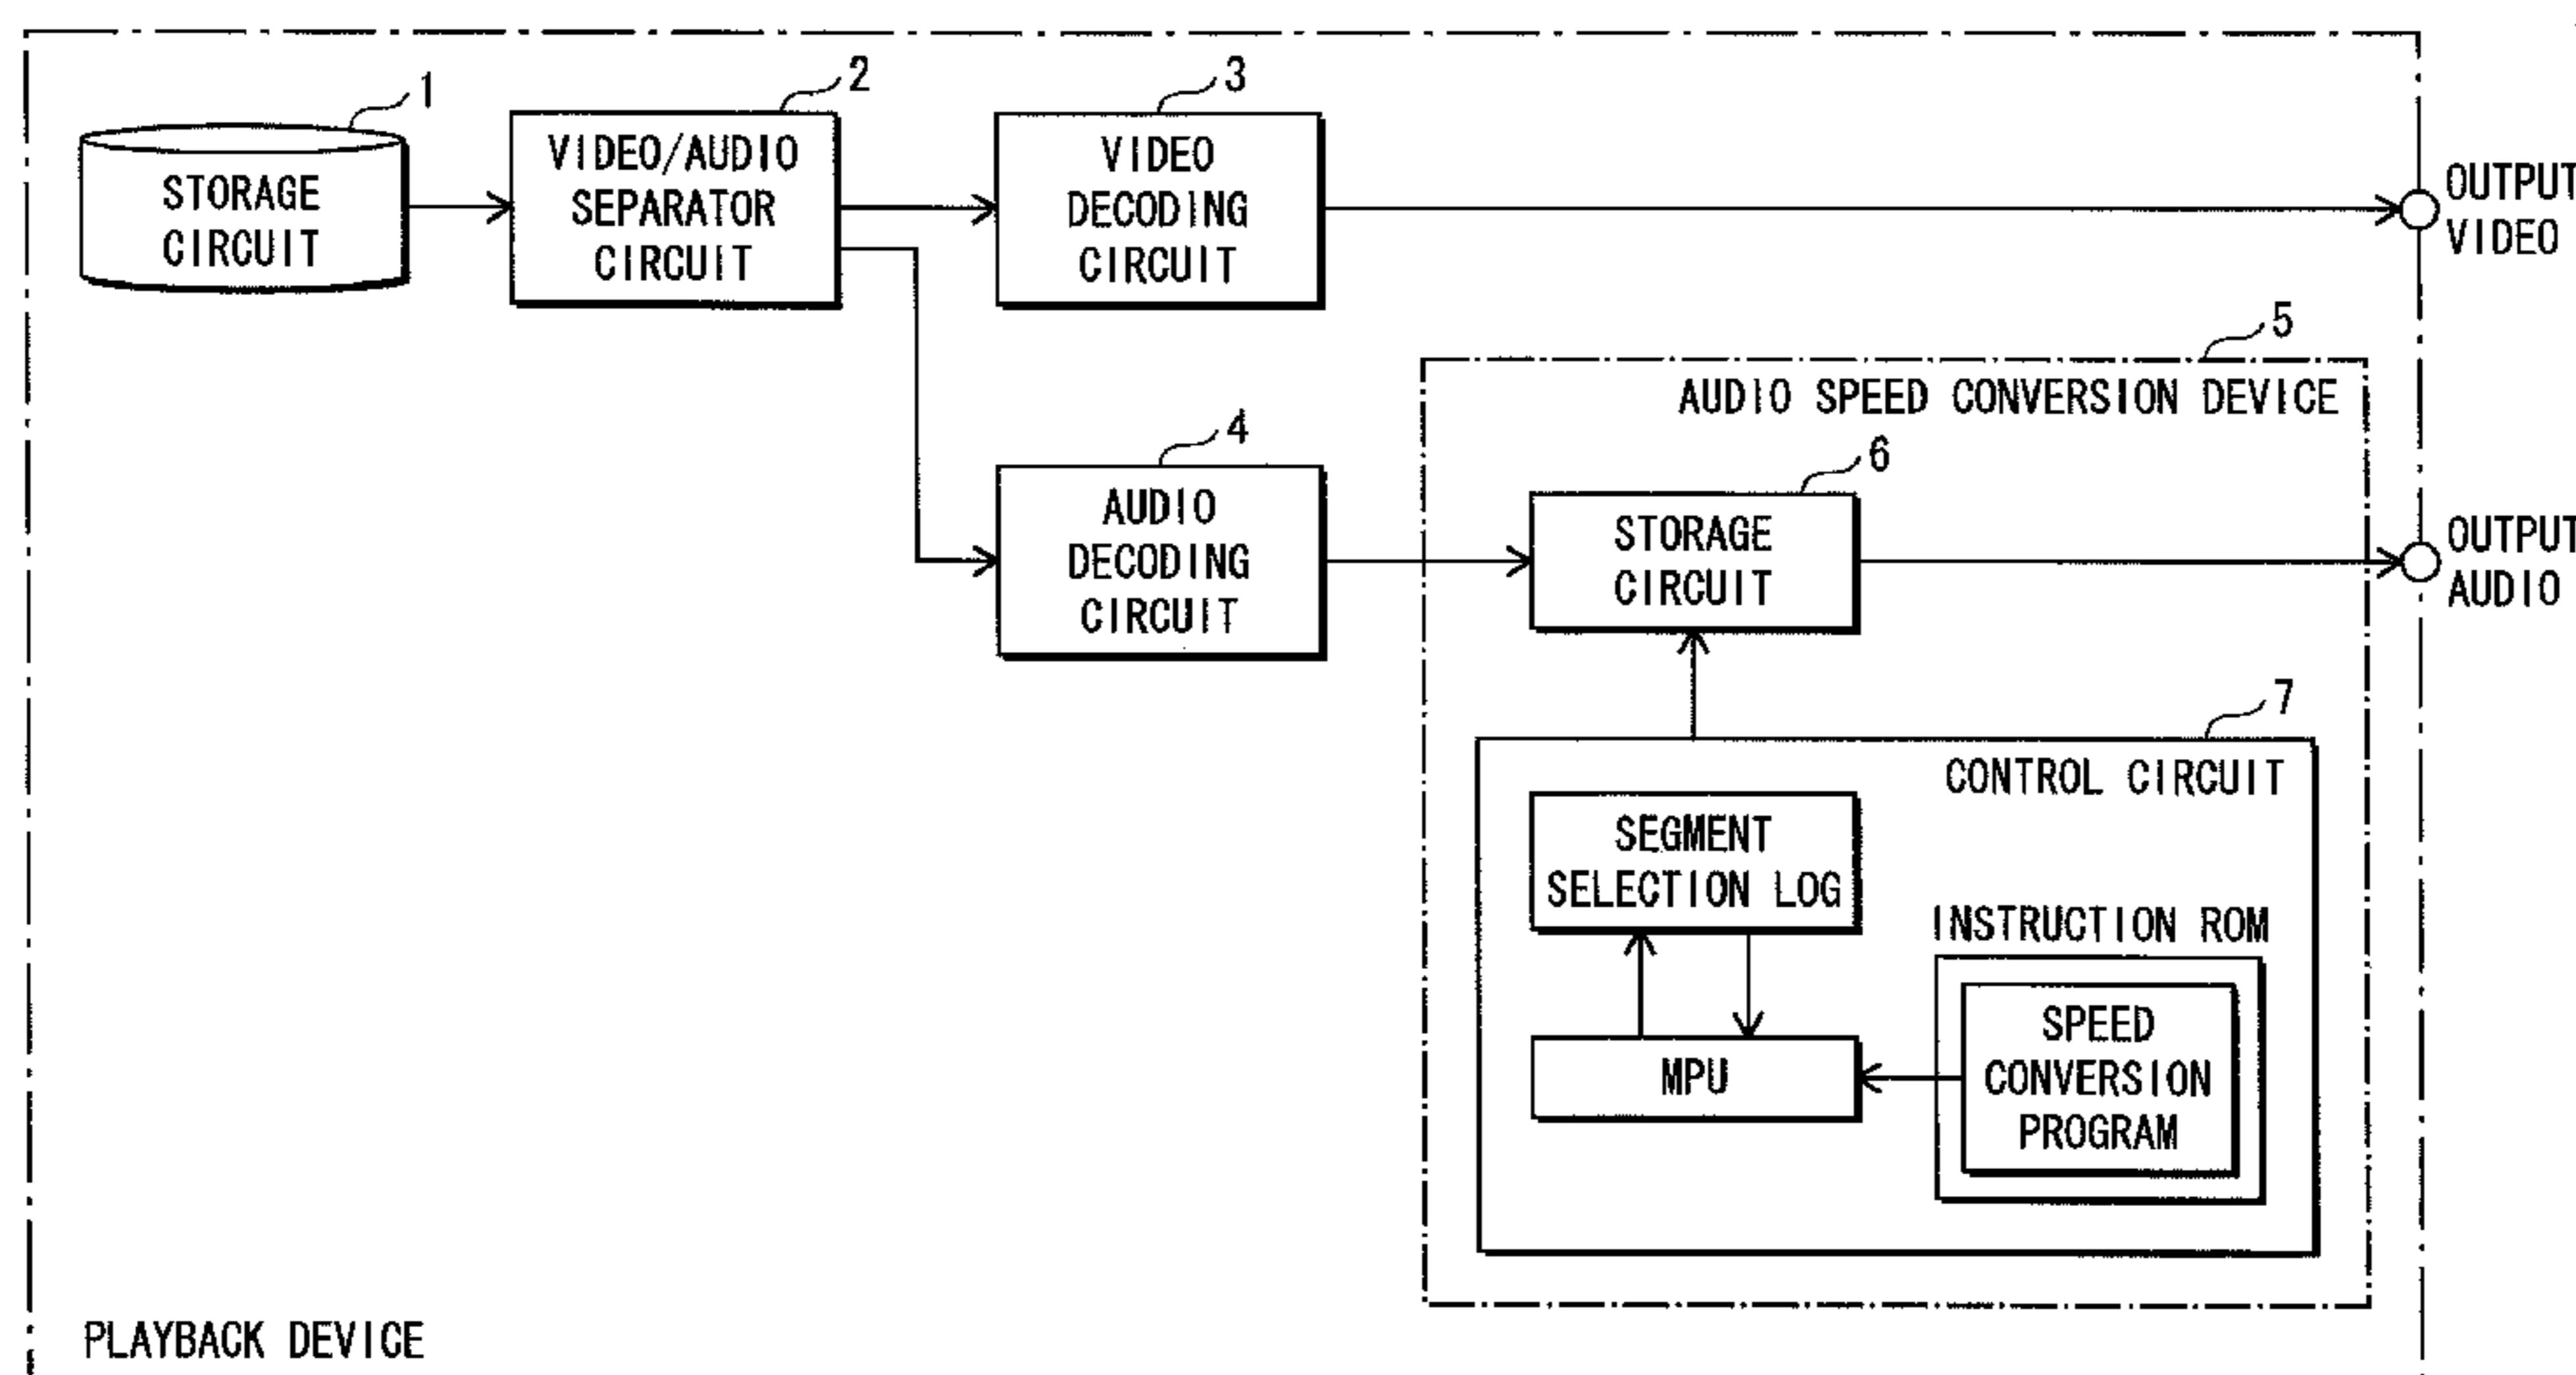 1
STORAGE
CIRCUIT
2
VIDEO/AUDIO
SEPARATOR
CIRCUIT
3
VIDEO
DECODING
CIRCUIT
OUTPUT
VIDEO
4
AUDIO
DECODING
CIRCUIT
5
AUDIO SPEED CONVERSION DEVICE
6
STORAGE
CIRCUIT
OUTPUT
AUDIO
7
CONTROL CIRCUIT
SEGMENT
SELECTION LOG
INSTRUCTION ROM
MPU
SPEED
CONVERSION
PROGRAM
PLAYBACK DEVICE